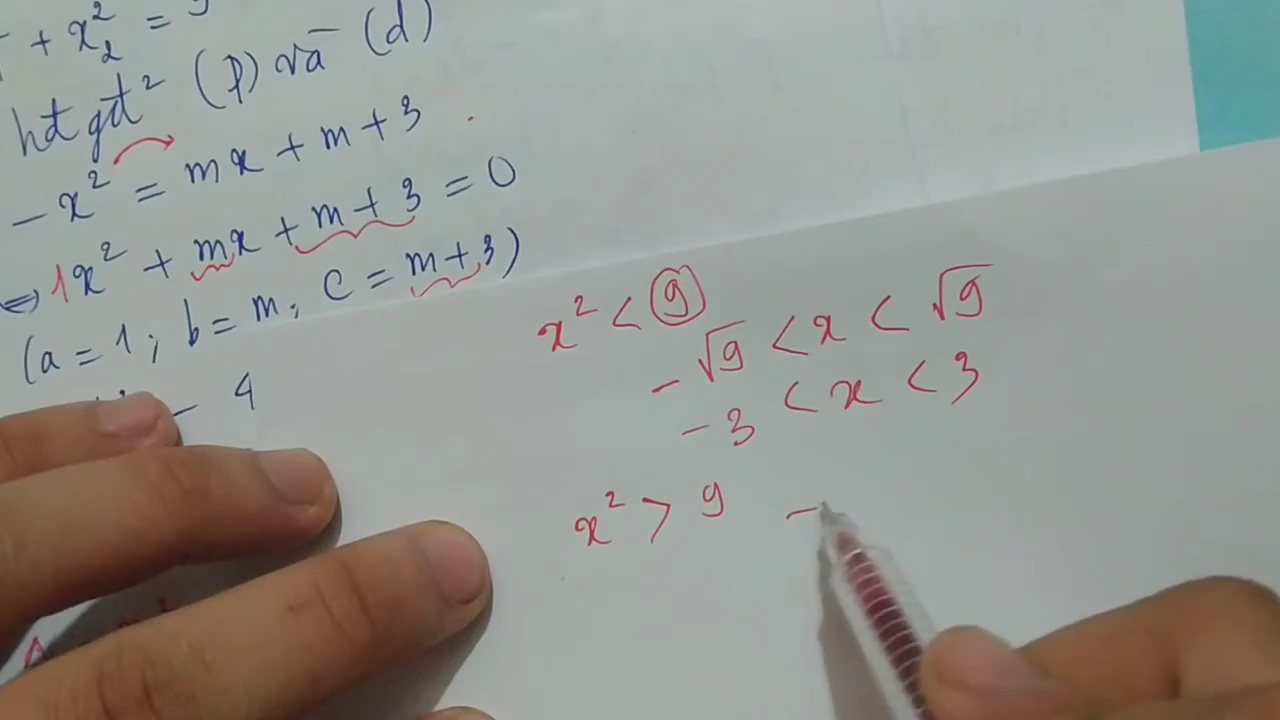 + x₂² = 9
hđ gđ² (P) và (d)
- x² = mx + m + 3
⇔ 1x² + mx + m + 3 = 0
(a = 1; b = m; c = m + 3)
- 4
x² < 9
- √9 < x < √9
- 3 < x < 3
x² > 9 -